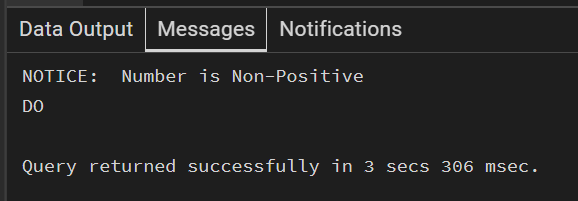 Data Output Messages Notifications
NOTICE:  Number is Non-Positive
DO
Query returned successfully in 3 secs 306 msec.